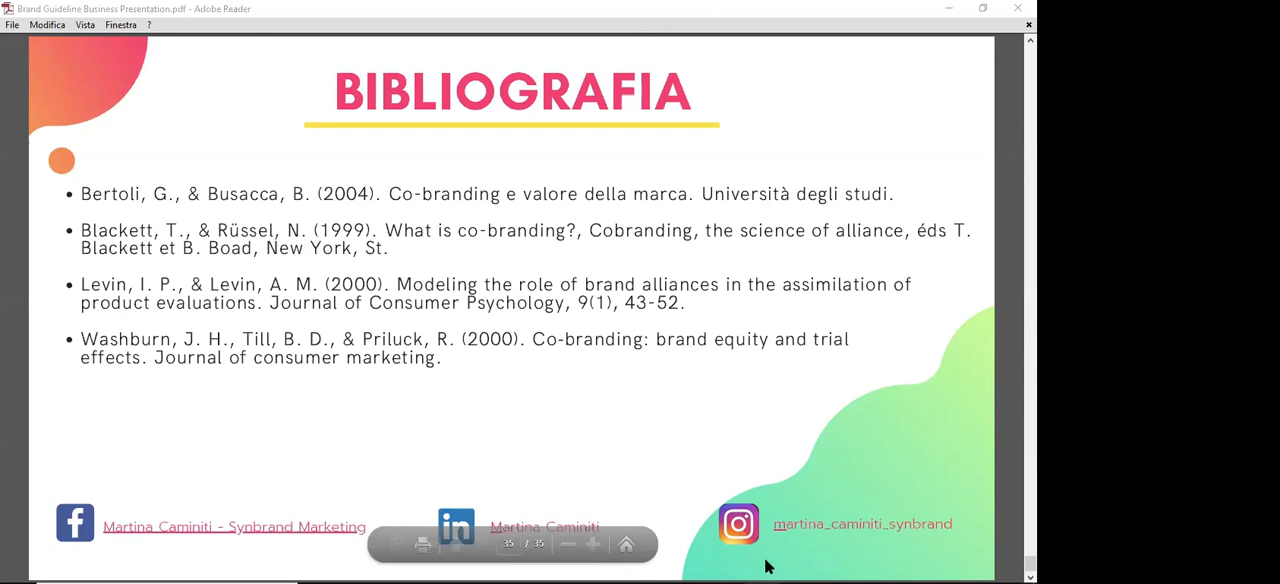 Brand Guideline Business Presentation.pdf - Adobe Reader
File Modifica Vista Finestra ?
BIBLIOGRAFIA
• Bertoli, G., & Busacca, B. (2004). Co-branding e valore della marca. Università degli studi.
• Blackett, T., & Rüssel, N. (1999). What is co-branding?, Cobranding, the science of alliance, éds T.
Blackett et B. Boad, New York, St.
• Levin, I. P., & Levin, A. M. (2000). Modeling the role of brand alliances in the assimilation of
product evaluations. Journal of Consumer Psychology, 9(1), 43-52.
• Washburn, J. H., Till, B. D., & Priluck, R. (2000). Co-branding: brand equity and trial
effects. Journal of consumer marketing.
Martina Caminiti - Synbrand Marketing
in Martina Caminiti
martina_caminiti_synbrand
35 / 35